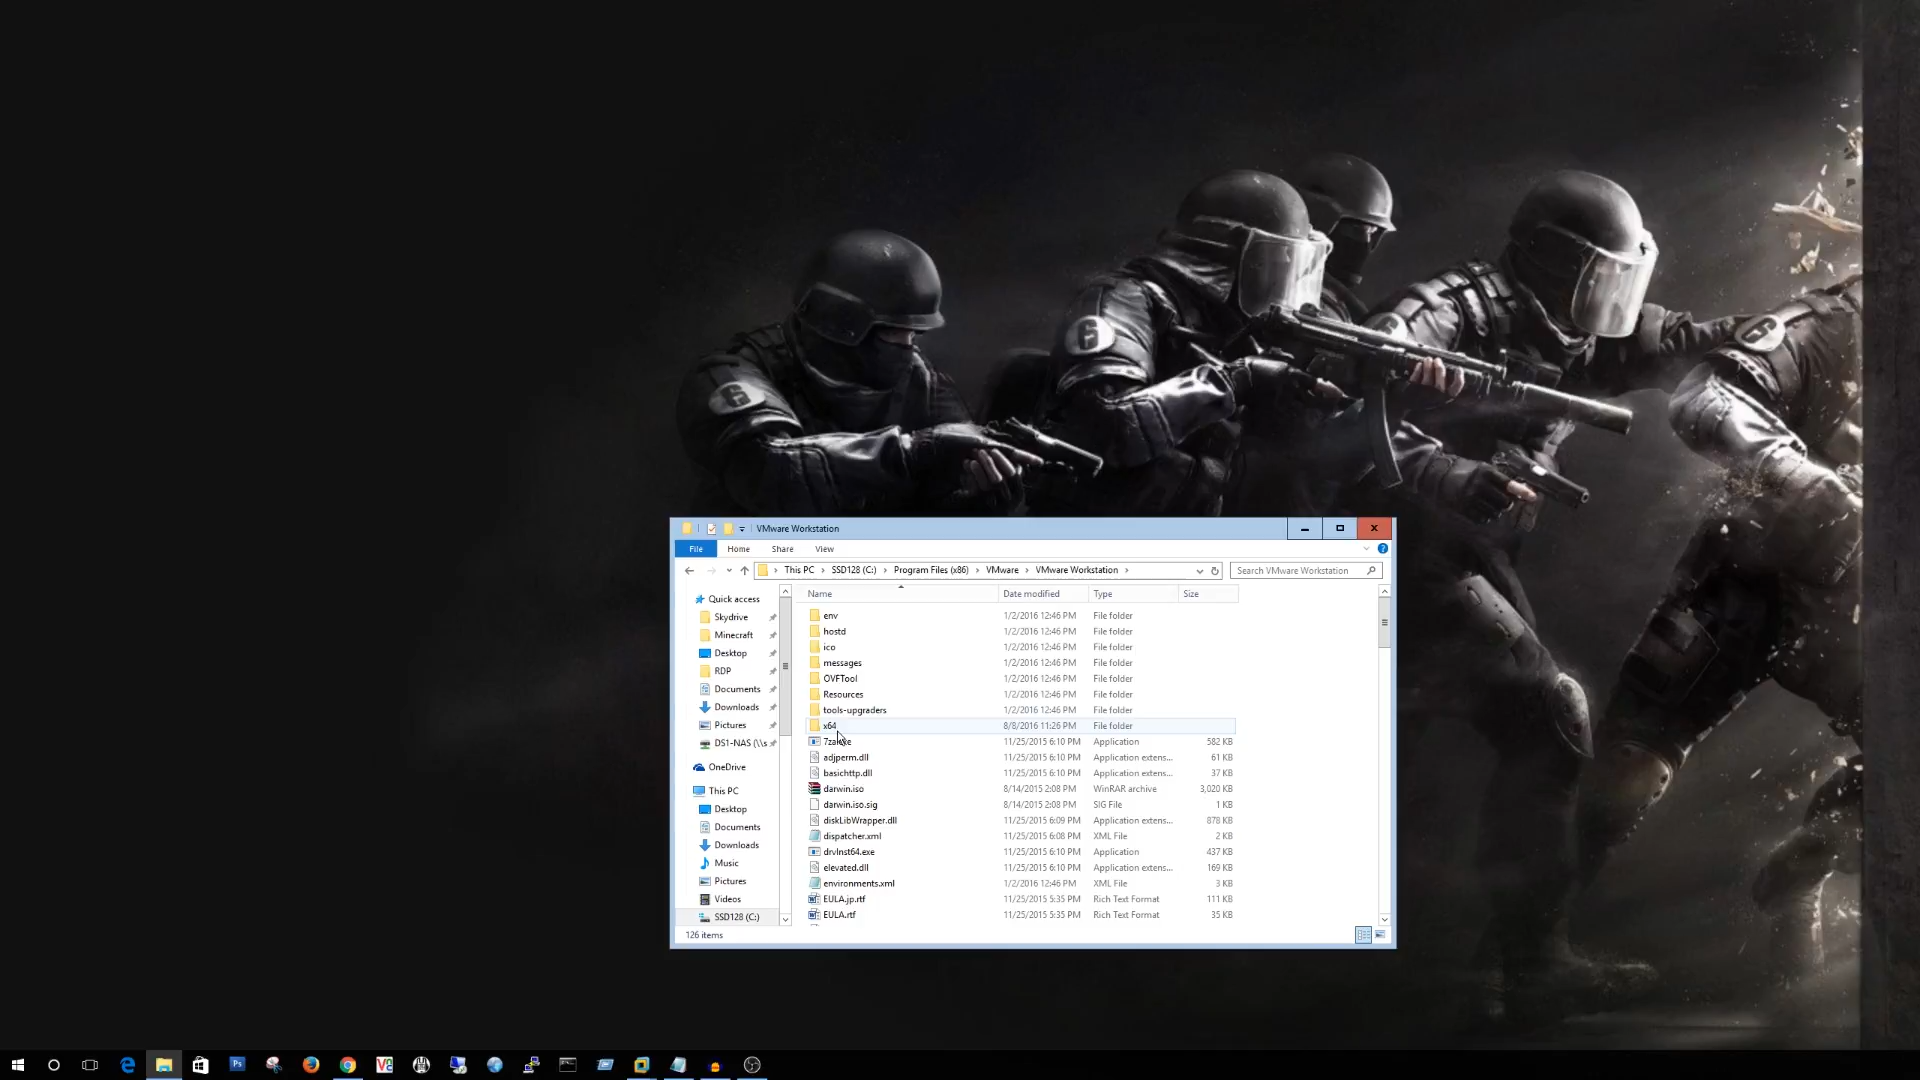 VMware Workstation
File Home Share View
This PC SSD128 (C:) Program Files (x86) VMware VMware Workstation
Search VMware Workstation
Name Date modified Type Size
Quick access
Skydrive
Minecraft
Desktop
RDP
Documents
Downloads
Pictures
DS1-NAS (\\s
OneDrive
This PC
Desktop
Documents
Downloads
Music
Pictures
Videos
SSD128 (C:)
env 1/2/2016 12:46 PM File folder
hostd 1/2/2016 12:46 PM File folder
ico 1/2/2016 12:46 PM File folder
messages 1/2/2016 12:46 PM File folder
OVFTool 1/2/2016 12:46 PM File folder
Resources 1/2/2016 12:46 PM File folder
tools-upgraders 1/2/2016 12:46 PM File folder
x64 8/8/2016 11:26 PM File folder
11/25/2015 6:10 PM Application 582 KB
adjperm.dll 11/25/2015 6:10 PM Application extens... 61 KB
basichttp.dll 11/25/2015 6:10 PM Application extens... 37 KB
darwin.iso 8/14/2015 2:08 PM WinRAR archive 3,020 KB
darwin.iso.sig 8/14/2015 2:08 PM SIG File 1 KB
diskLibWrapper.dll 11/25/2015 6:09 PM Application extens... 878 KB
dispatcher.xml 11/25/2015 6:08 PM XML File 2 KB
drvInst64.exe 11/25/2015 6:10 PM Application 437 KB
elevated.dll 11/25/2015 6:10 PM Application extens... 169 KB
environments.xml 1/2/2016 12:46 PM XML File 3 KB
EULA.jp.rtf 11/25/2015 5:35 PM Rich Text Format 111 KB
EULA.rtf 11/25/2015 5:35 PM Rich Text Format 35 KB
126 items